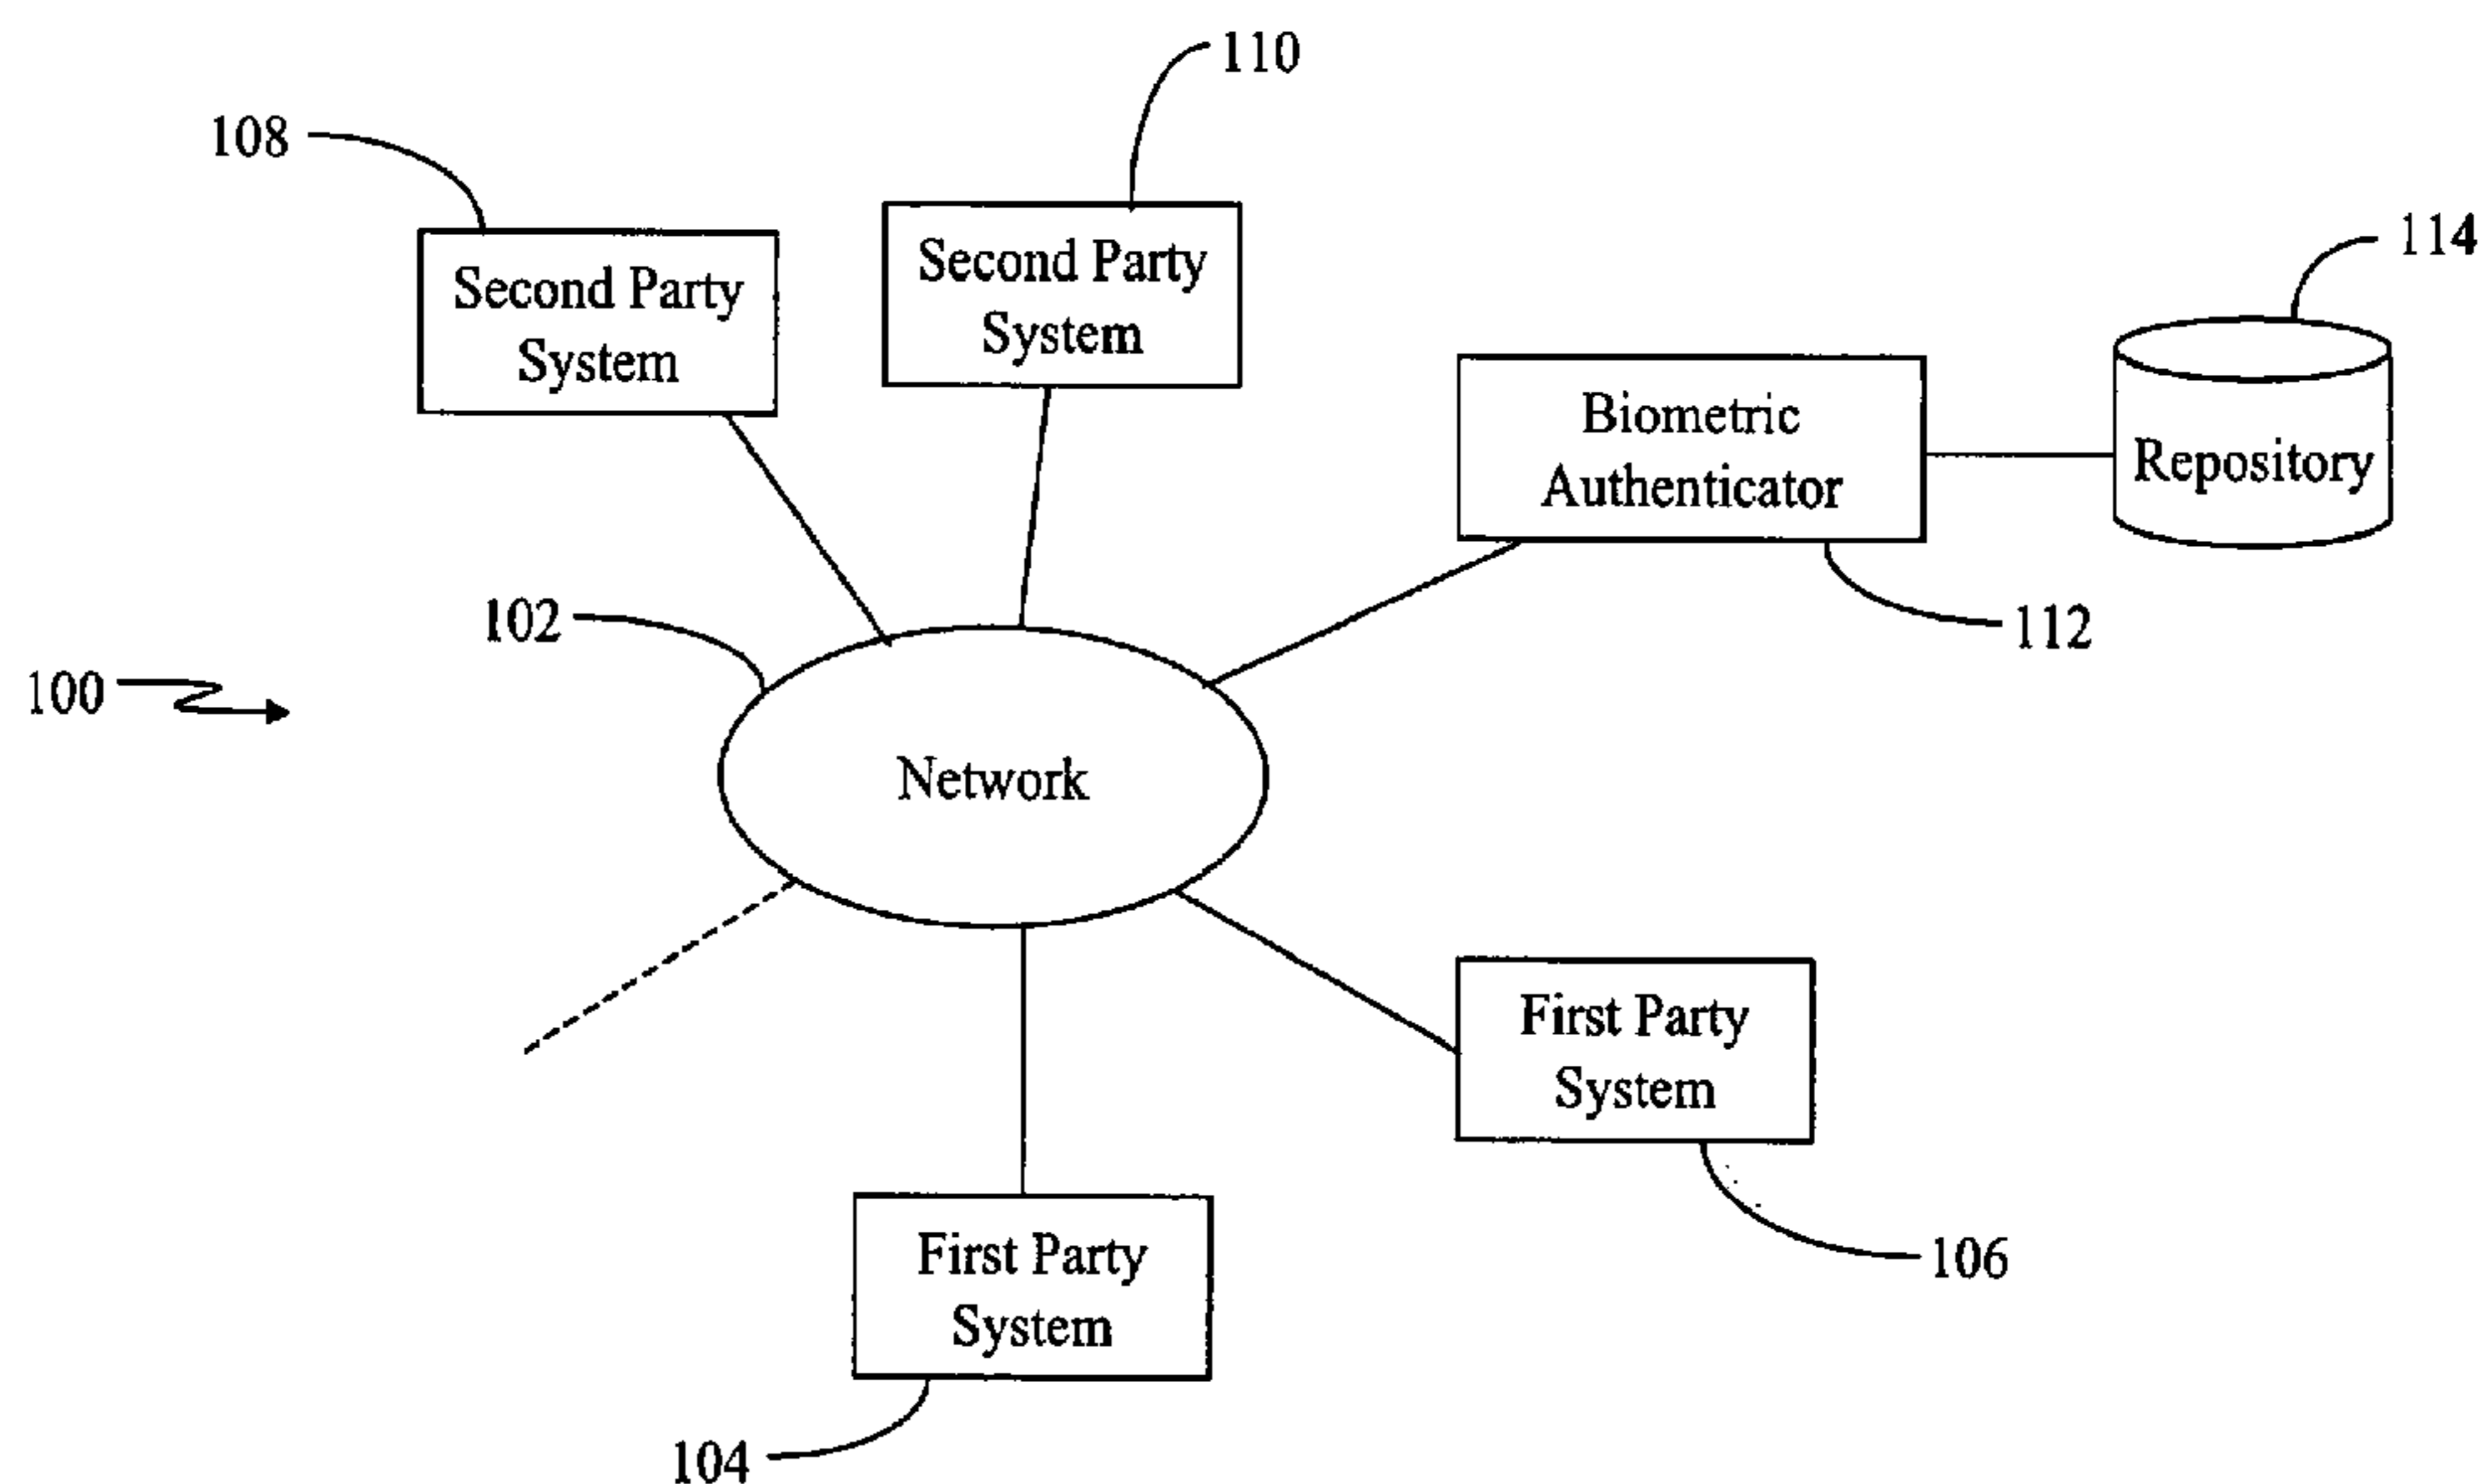 110
108
Second Party
System
Second Party
System
114
Biometric
Authenticator
Repository
102
112
100
Network
First Party
System
106
First Party
System
104